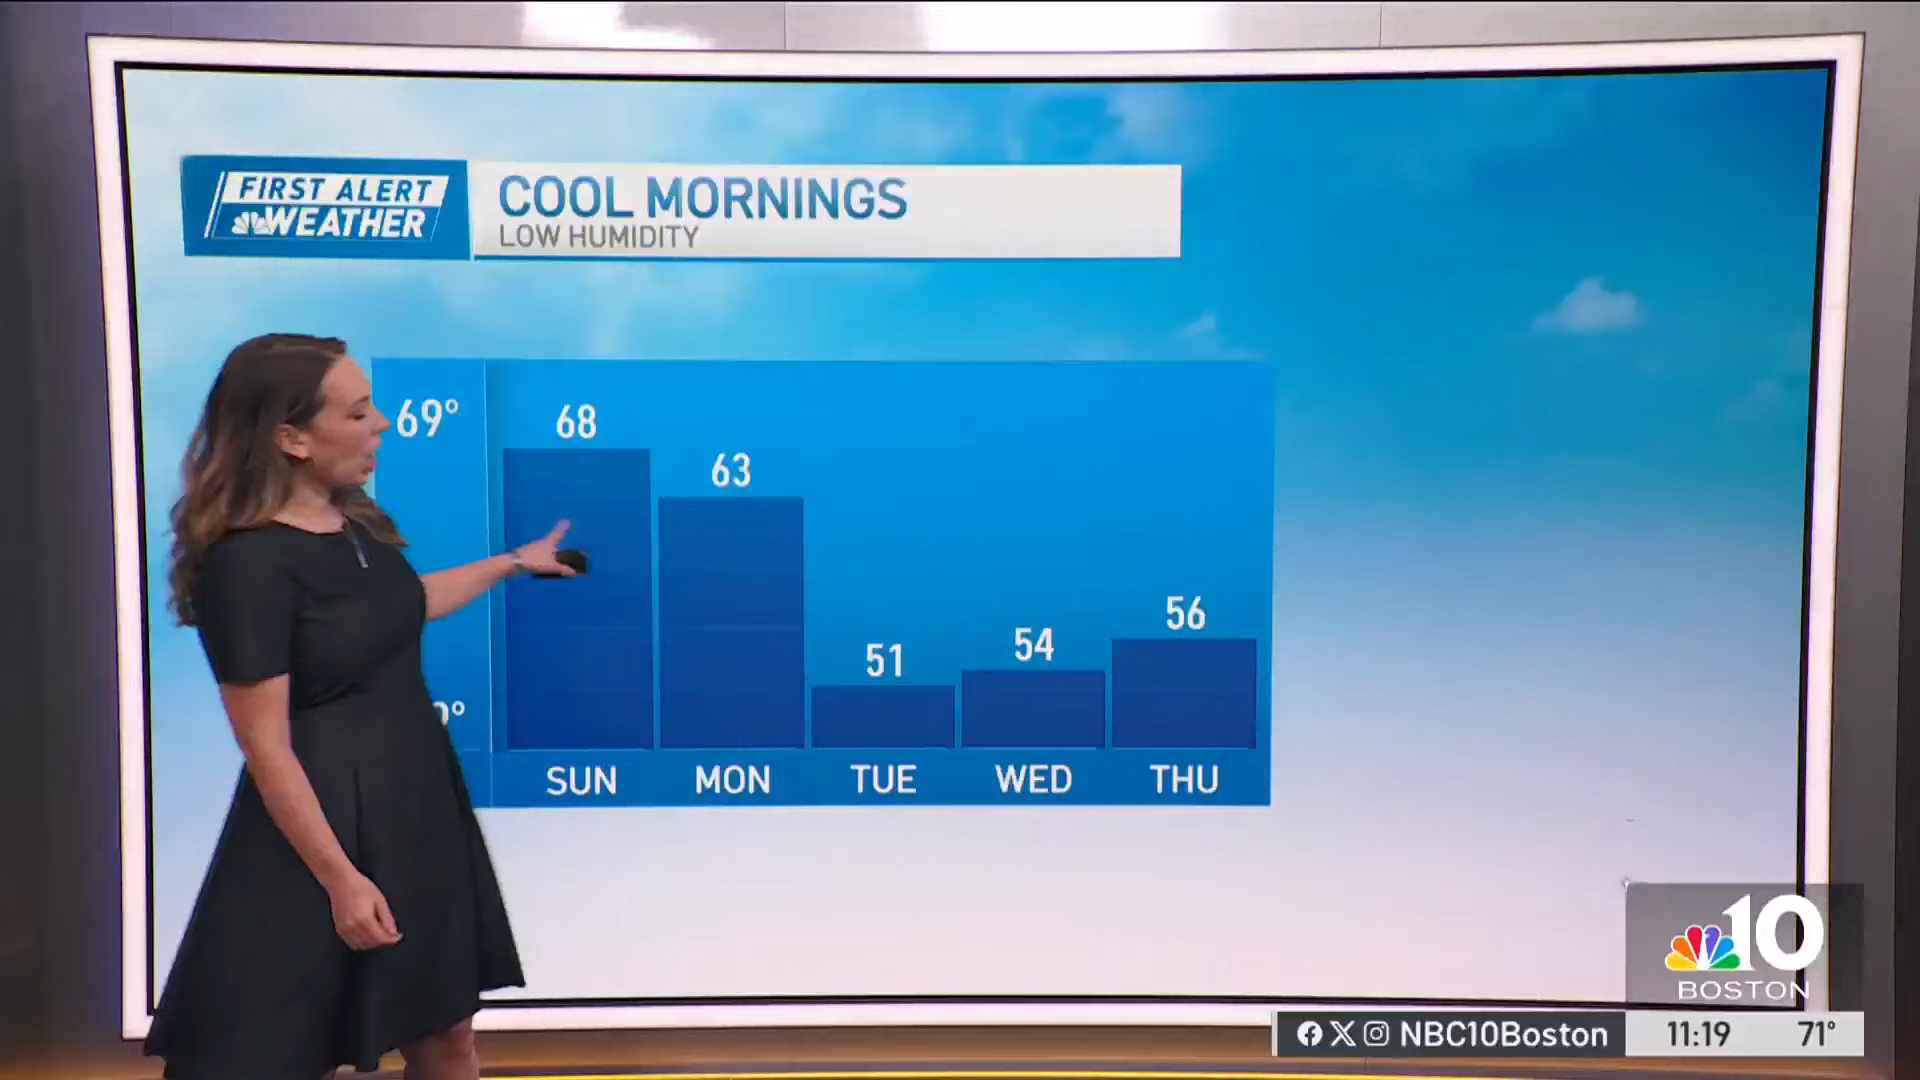 FIRST ALERT
WEATHER
COOL MORNINGS
LOW HUMIDITY
69°
68
63
51
54
56
0°
SUN
MON
TUE
WED
THU
10
BOSTON
NBC10Boston
11:19
71°